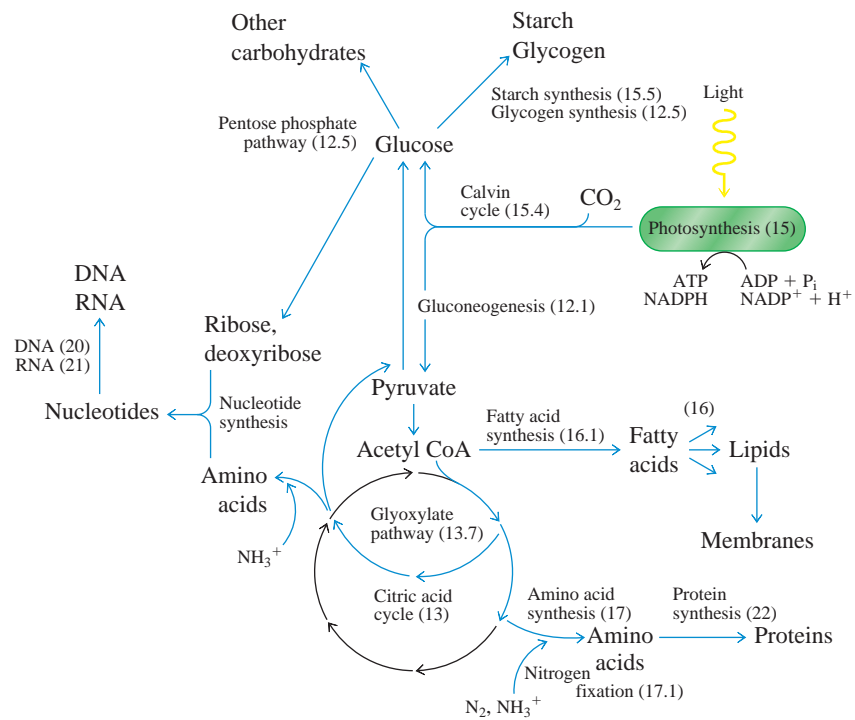 Other
carbohydrates
Starch
Glycogen
Starch synthesis (15.5)
Glycogen synthesis (12.5)
Light
Pentose phosphate
pathway (12.5)
Glucose
Calvin
cycle (15.4)
CO₂
Photosynthesis (15)
ATP
NADPH
ADP + Pᵢ
NADP⁺ + H⁺
DNA
RNA
Gluconeogenesis (12.1)
Ribose,
deoxyribose
DNA (20)
RNA (21)
Pyruvate
Nucleotides
Nucleotide
synthesis
Fatty acid
synthesis (16.1)
(16)
Acetyl CoA
Fatty
acids
Lipids
Amino
acids
Glyoxylate
pathway (13.7)
NH₃⁺
Membranes
Citric acid
cycle (13)
Amino acid
synthesis (17)
Protein
synthesis (22)
Amino
acids
Proteins
Nitrogen
fixation (17.1)
N₂, NH₃⁺